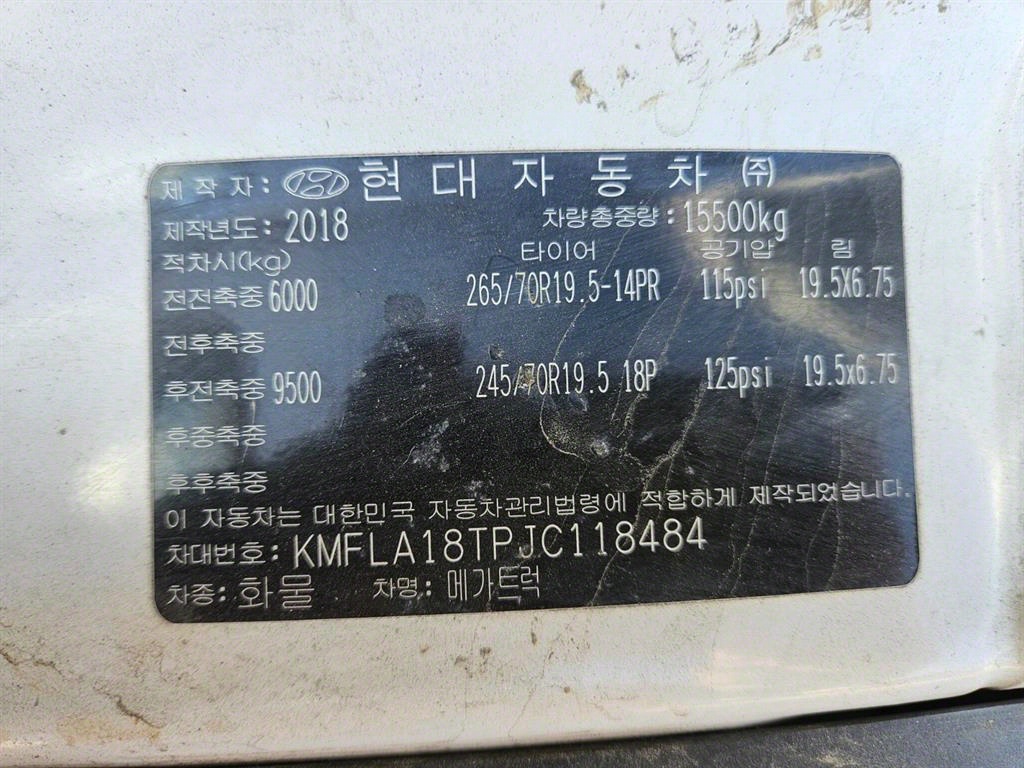 제작자: 현대자동차 ㈜
제작년도: 2018 차량총중량: 15500kg
적차시(kg) 타이어 공기압 림
전전축중 6000 265/70R19.5-14PR 115psi 19.5X6.75
전후축중
후전축중 9500 245/70R19.5 18P 125psi 19.5x6.75
후중축중
후후축중
이 자동차는 대한민국 자동차관리법령에 적합하게 제작되었습니다.
차대번호: KMFLA18TPJC118484
차종: 화물 차명: 메가트럭